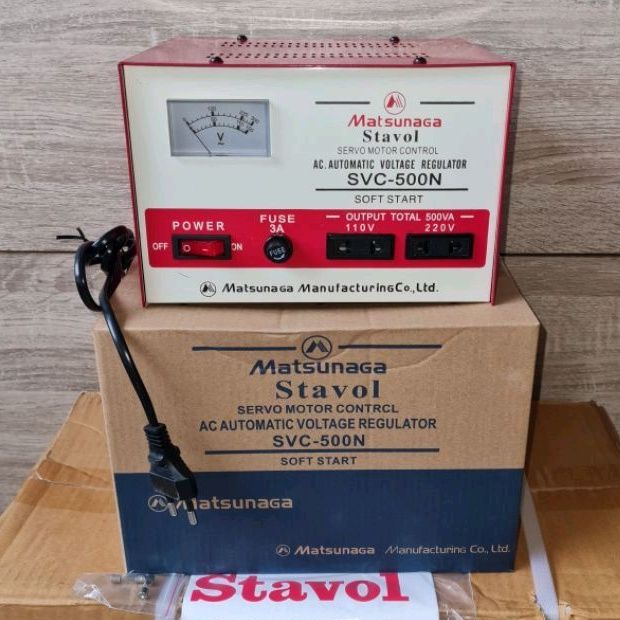 V
Matsunaga
Stavol
SERVO MOTOR CONTROL
AC. AUTOMATIC VOLTAGE REGULATOR
SVC-500N
SOFT START
POWER
OFF
ON
FUSE
3A
FUSE
OUTPUT TOTAL 500VA
110V
220V
Matsunaga Manufacturing Co.,Ltd.
Matsunaga
Stavol
SERVO MOTOR CONTRCL
AC AUTOMATIC VOLTAGE REGULATOR
SVC-500N
SOFT START
Matsunaga
Matsunaga Manufacturing Co., Ltd.
Stavol